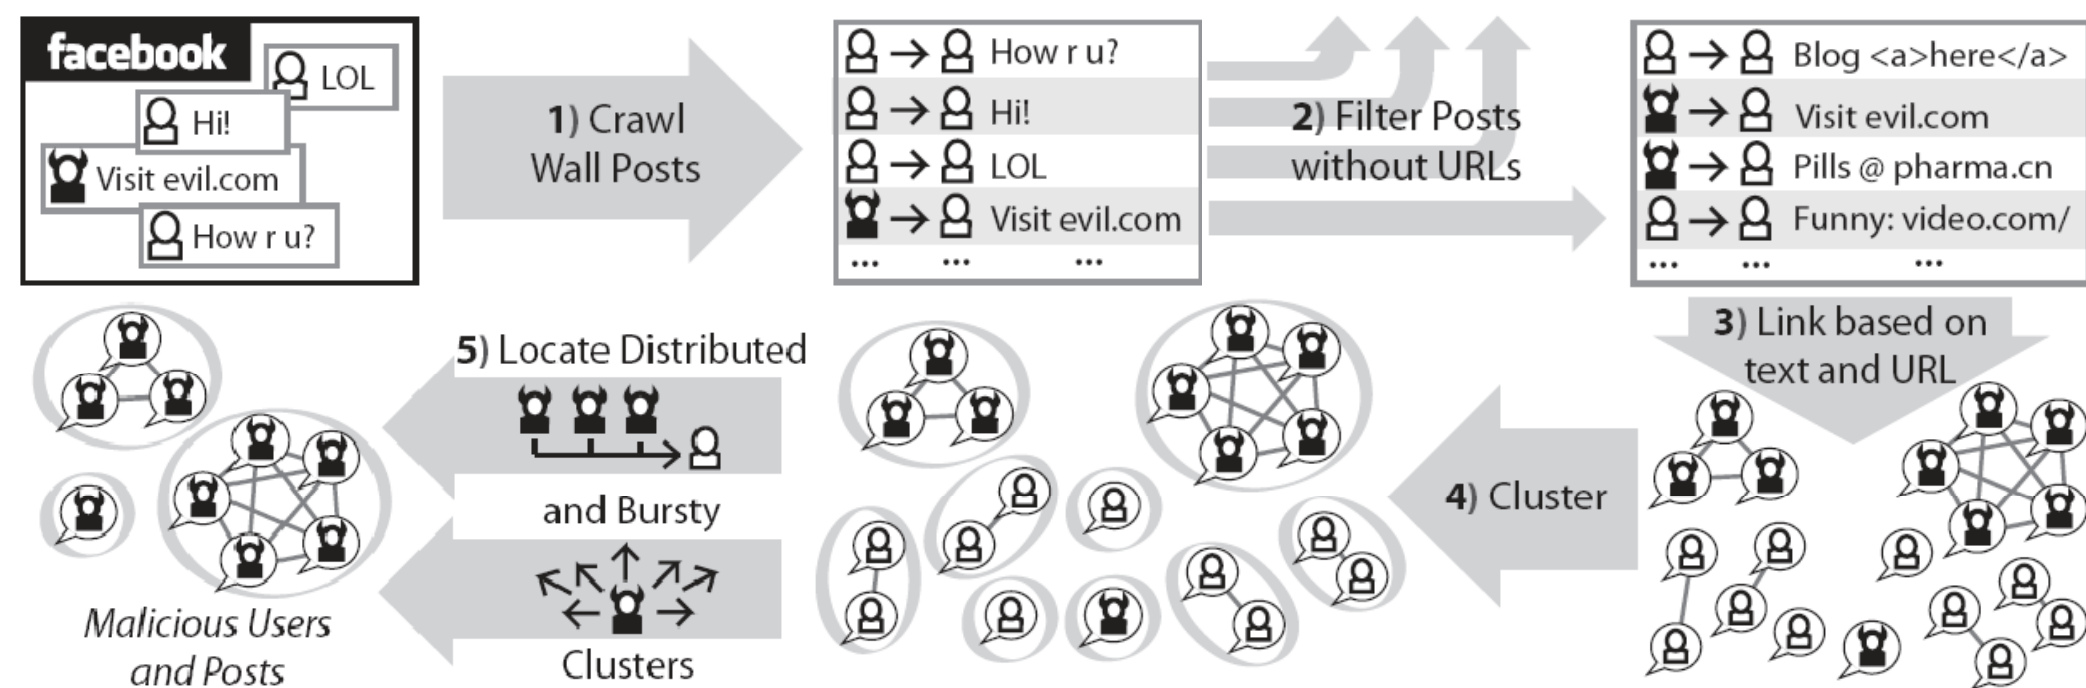 facebook
LOL
Hi!
Visit evil.com
How r u?
1) Crawl
Wall Posts
How r u?
Hi!
LOL
Visit evil.com
... ... ...
2) Filter Posts
without URLs
Blog <a>here</a>
Visit evil.com
Pills @ pharma.cn
Funny: video.com/
... ... ...
3) Link based on
text and URL
4) Cluster
5) Locate Distributed
and Bursty
Clusters
Malicious Users
and Posts